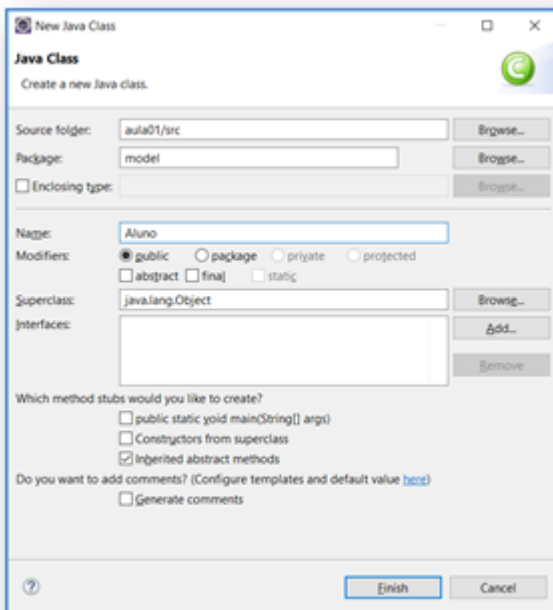 New Java Class
Java Class
Create a new Java class.
Source folder: aula01/src Browse...
Package: model Browse...
Enclosing type: Browse...
Name: Aluno
Modifiers: public package private protected
abstract final static
Superclass: java.lang.Object Browse...
Interfaces: Add...
Remove
Which method stubs would you like to create?
public static void main(String[] args)
Constructors from superclass
Inherited abstract methods
Do you want to add comments? (Configure templates and default value here)
Generate comments
? Finish Cancel